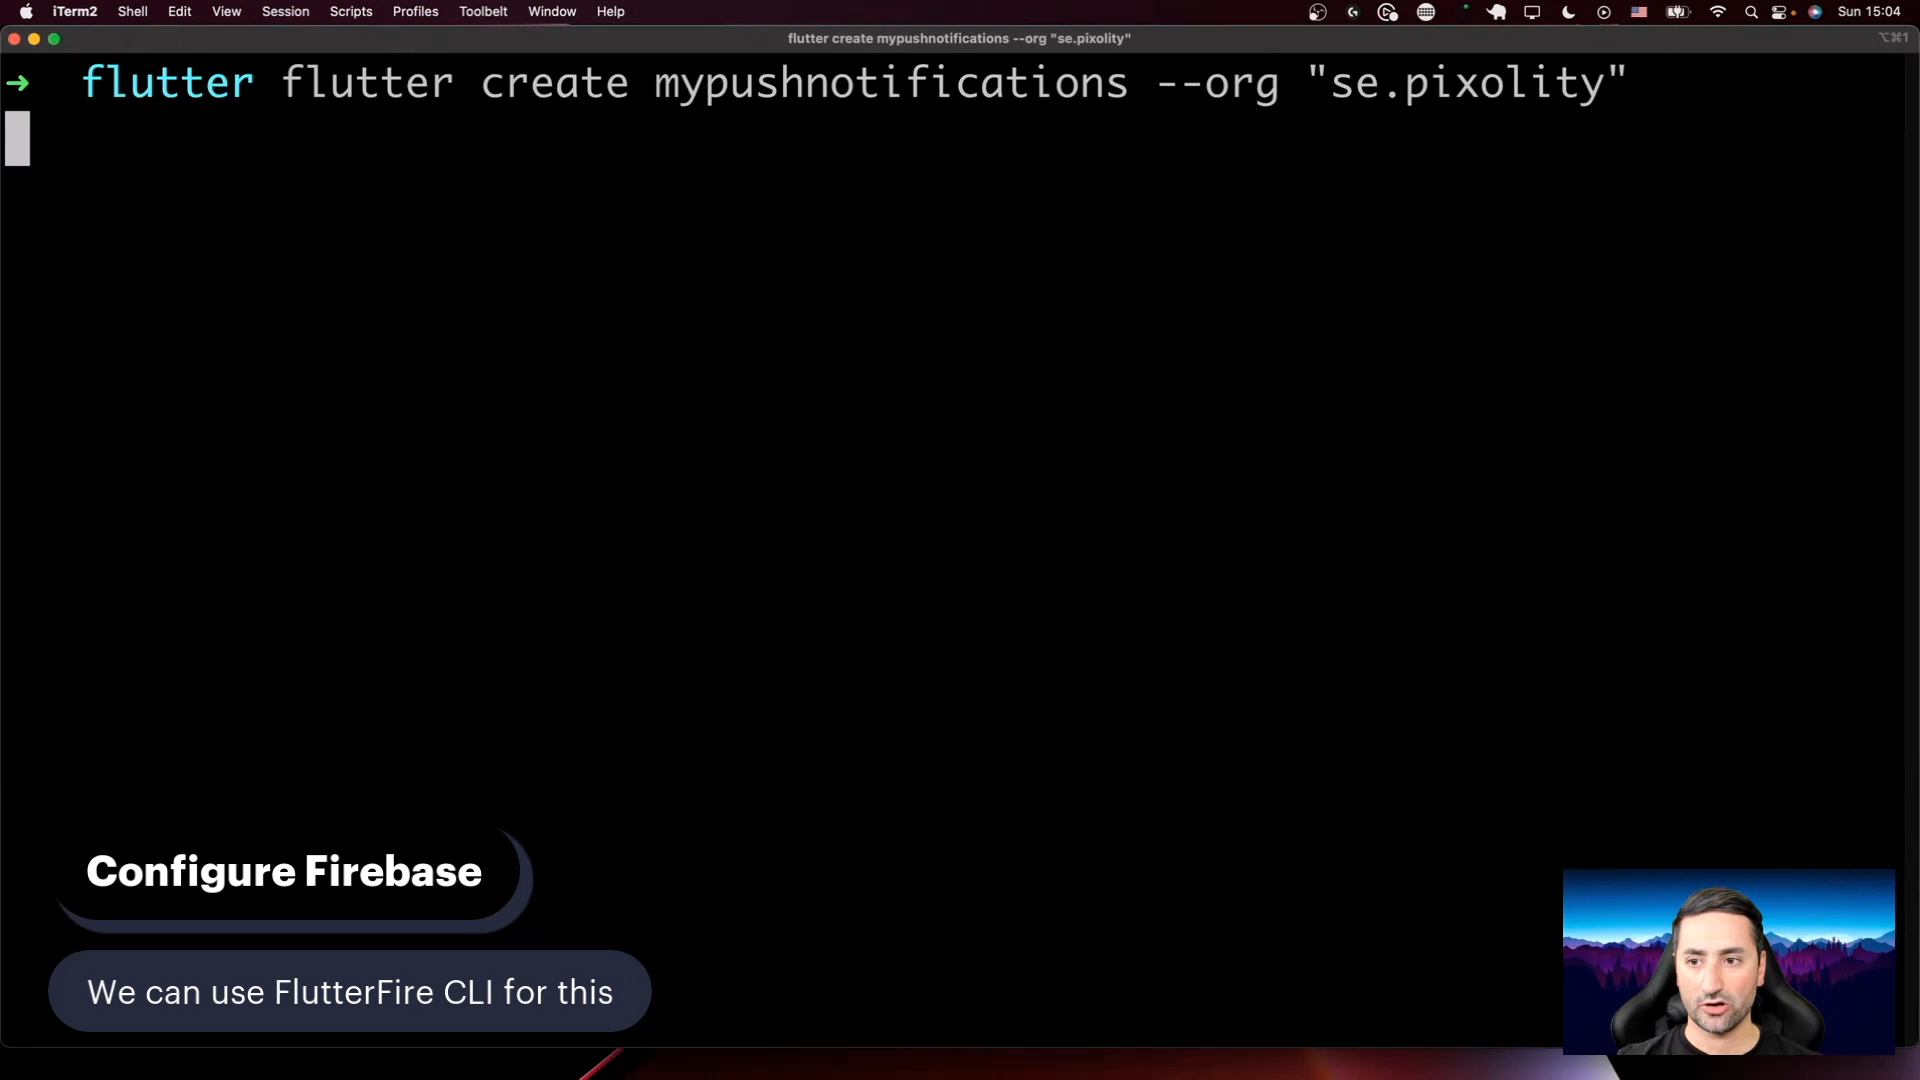 iTerm2 Shell Edit View Session Scripts Profiles Toolbelt Window Help Sun 15:04
flutter create mypushnotifications --org "se.pixolity" ⌥⌘1
➜ flutter flutter create mypushnotifications --org "se.pixolity"
Configure Firebase
We can use FlutterFire CLI for this